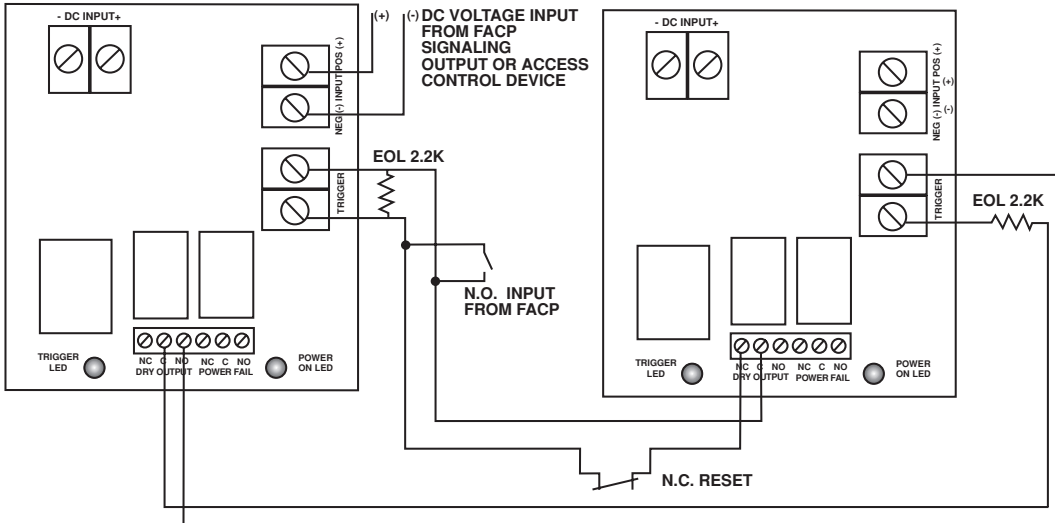 - DC INPUT+
(+)
(-) DC VOLTAGE INPUT
FROM FACP
SIGNALING
OUTPUT OR ACCESS
CONTROL DEVICE
NEG (-) INPUT POS (+)
EOL 2.2K
TRIGGER
N.O. INPUT
FROM FACP
TRIGGER
LED
NC C NO NC C NO
DRY OUTPUT POWER FAIL
POWER
ON LED
- DC INPUT+
NEG (-) INPUT POS (+)
(-) (+)
TRIGGER
EOL 2.2K
TRIGGER
LED
NC C NO NC C NO
DRY OUTPUT POWER FAIL
POWER
ON LED
N.C. RESET